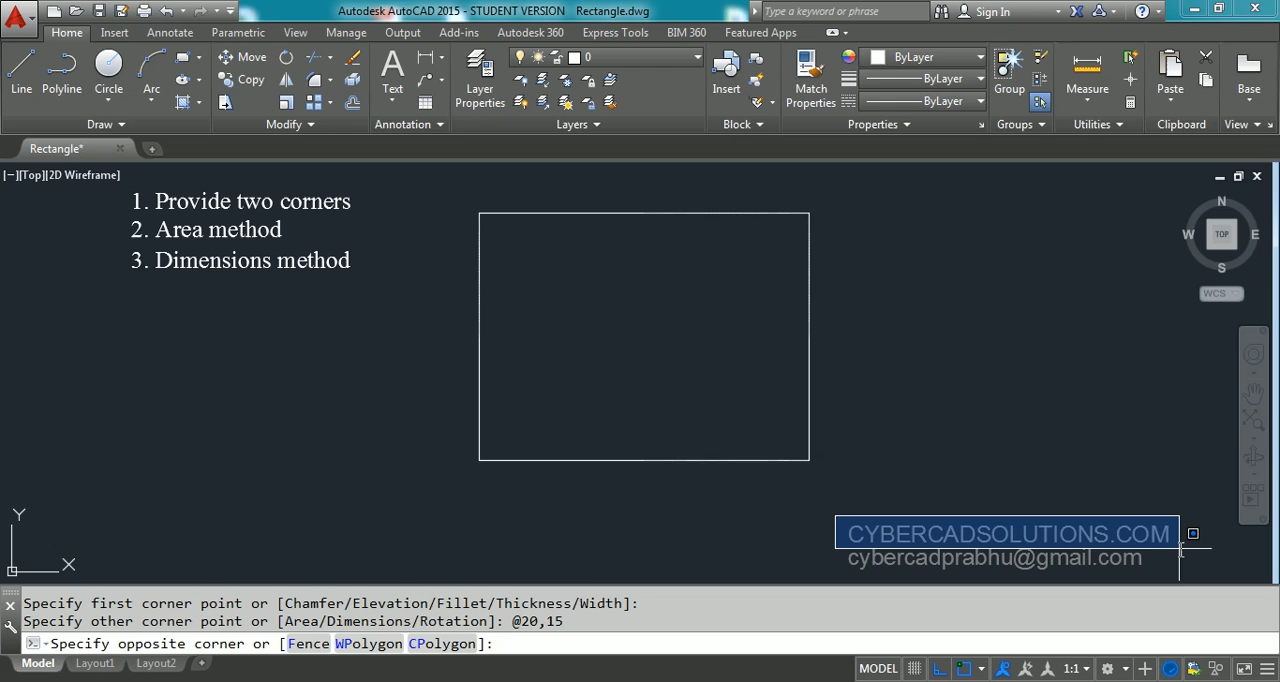 Autodesk AutoCAD 2015 - STUDENT VERSION Rectangle.dwg
Type a keyword or phrase
Sign In
Home Insert Annotate Parametric View Manage Output Add-ins Autodesk 360 Express Tools BIM 360 Featured Apps
Line Polyline Circle Arc
Move
Copy
Text
Layer Properties
0
Insert
Match Properties
ByLayer
ByLayer
ByLayer
Group
Measure
Paste
Base
Draw Modify Annotation Layers Block Properties Groups Utilities Clipboard View
Rectangle*
[−][Top][2D Wireframe]
1. Provide two corners
2. Area method
3. Dimensions method
N
W TOP E
S
WCS
CYBERCADSOLUTIONS.COM
cybercadprabhu@gmail.com
Y
X
Specify first corner point or [Chamfer/Elevation/Fillet/Thickness/Width]:
Specify other corner point or [Area/Dimensions/Rotation]: @20,15
Specify opposite corner or [Fence WPolygon CPolygon]:
Model Layout1 Layout2 +
MODEL 1:1